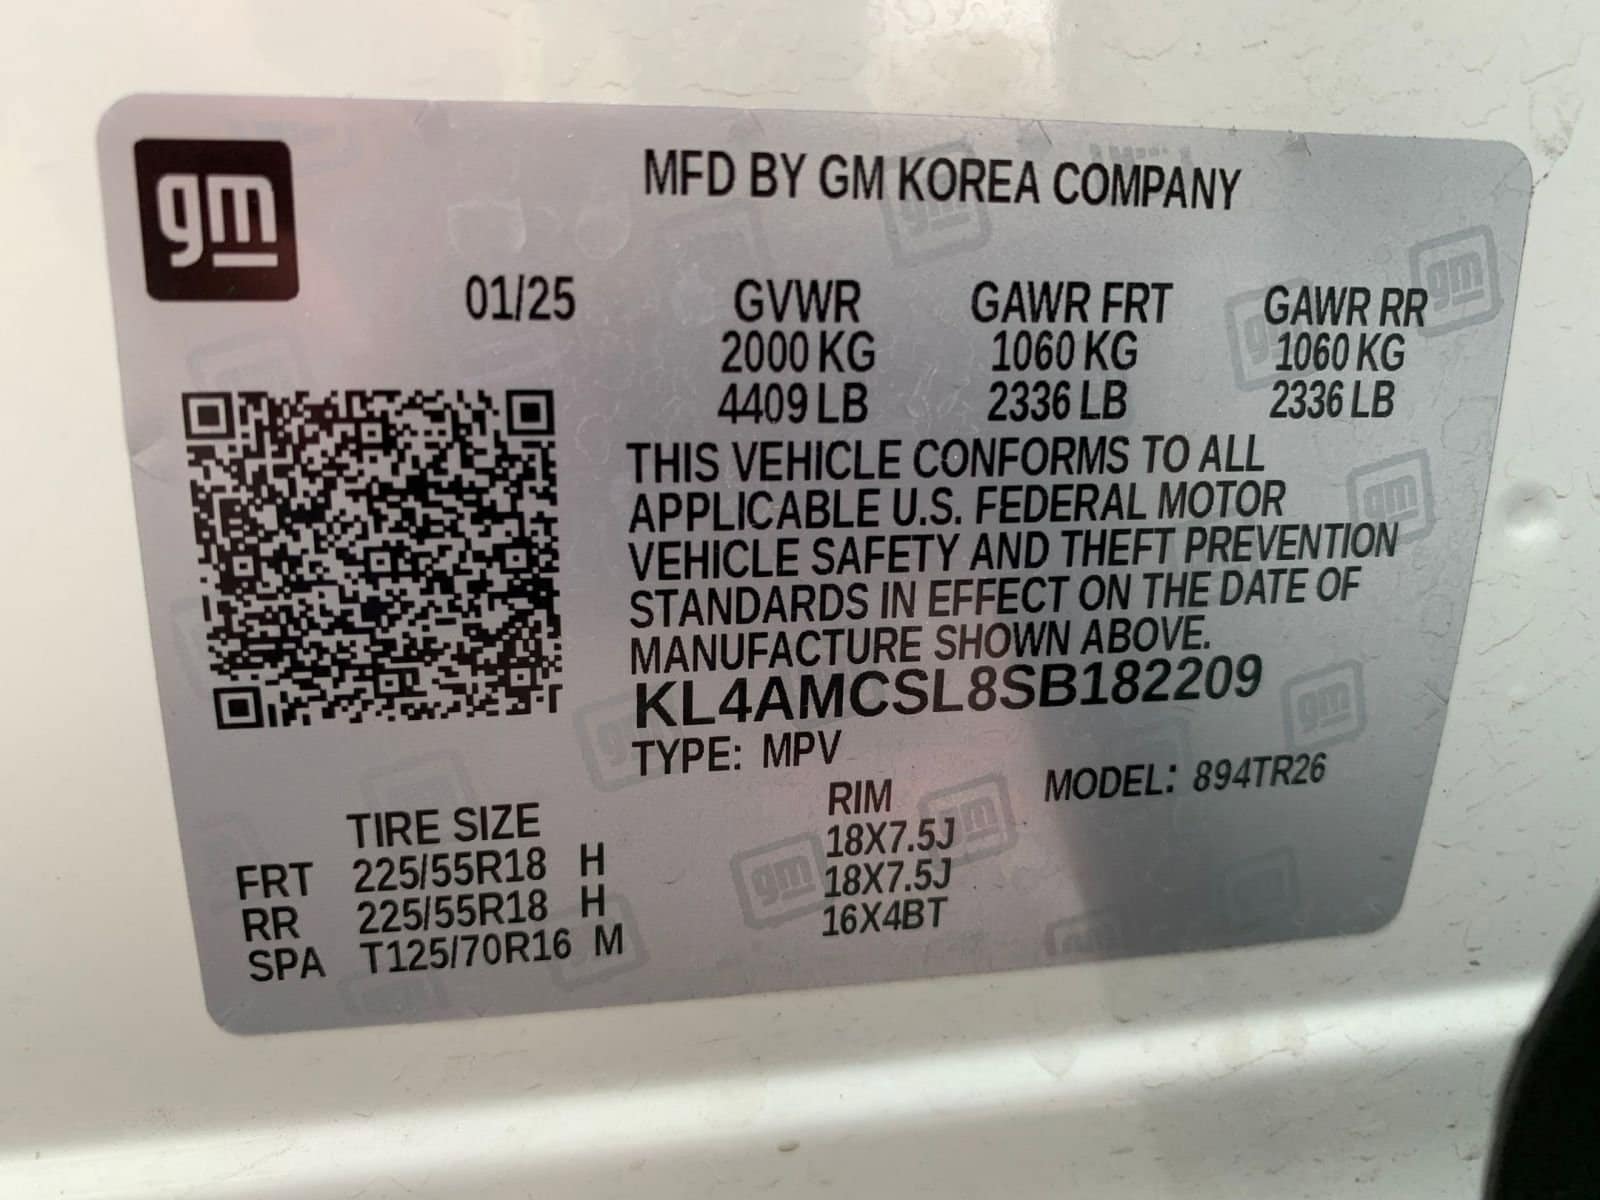 gm
MFD BY GM KOREA COMPANY
01/25 GVWR GAWR FRT GAWR RR
2000 KG 1060 KG 1060 KG
4409 LB 2336 LB 2336 LB
THIS VEHICLE CONFORMS TO ALL
APPLICABLE U.S. FEDERAL MOTOR
VEHICLE SAFETY AND THEFT PREVENTION
STANDARDS IN EFFECT ON THE DATE OF
MANUFACTURE SHOWN ABOVE.
KL4AMCSL8SB182209
TYPE: MPV MODEL: 894TR26
TIRE SIZE RIM
FRT 225/55R18 H 18X7.5J
RR 225/55R18 H 18X7.5J
SPA T125/70R16 M 16X4BT